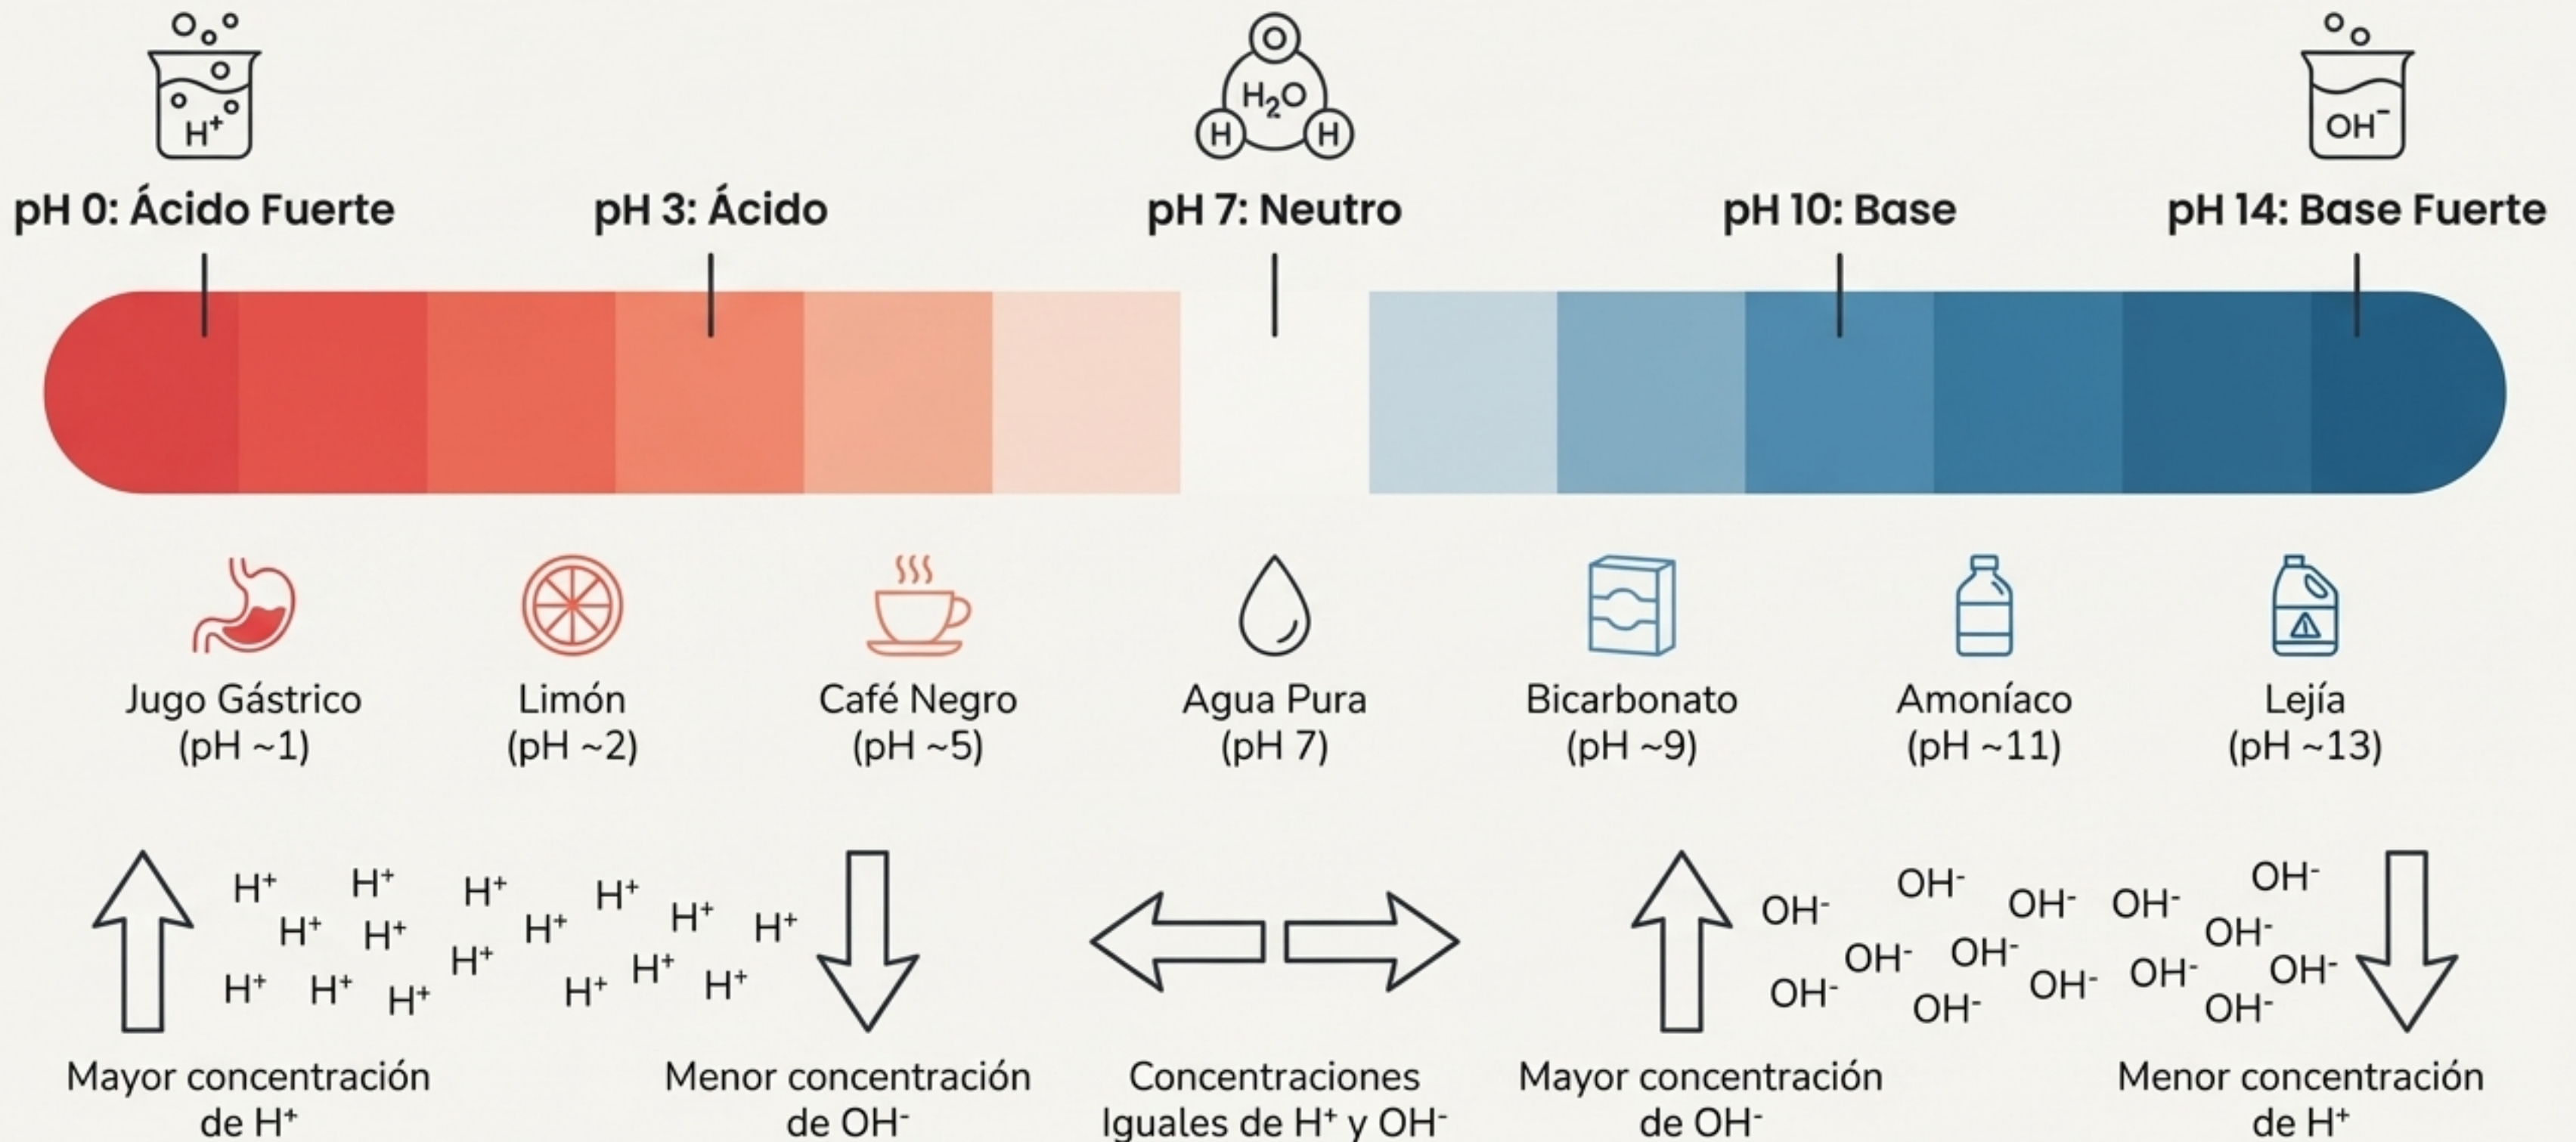 H⁺
O
H₂O
H H
OH⁻
pH 0: Ácido Fuerte
pH 3: Ácido
pH 7: Neutro
pH 10: Base
pH 14: Base Fuerte
Jugo Gástrico
(pH ~1)
Limón
(pH ~2)
Café Negro
(pH ~5)
Agua Pura
(pH 7)
Bicarbonato
(pH ~9)
Amoníaco
(pH ~11)
Lejía
(pH ~13)
H⁺ H⁺ H⁺ H⁺
H⁺ H⁺
H⁺ H⁺ H⁺ H⁺
H⁺ H⁺
H⁺ H⁺ H⁺ H⁺ H⁺
OH⁻ OH⁻
OH⁻ OH⁻ OH⁻
OH⁻
OH⁻ OH⁻
OH⁻ OH⁻
OH⁻ OH⁻
OH⁻ OH⁻
Mayor concentración
de H⁺
Menor concentración
de OH⁻
Concentraciones
Iguales de H⁺ y OH⁻
Mayor concentración
de OH⁻
Menor concentración
de H⁺